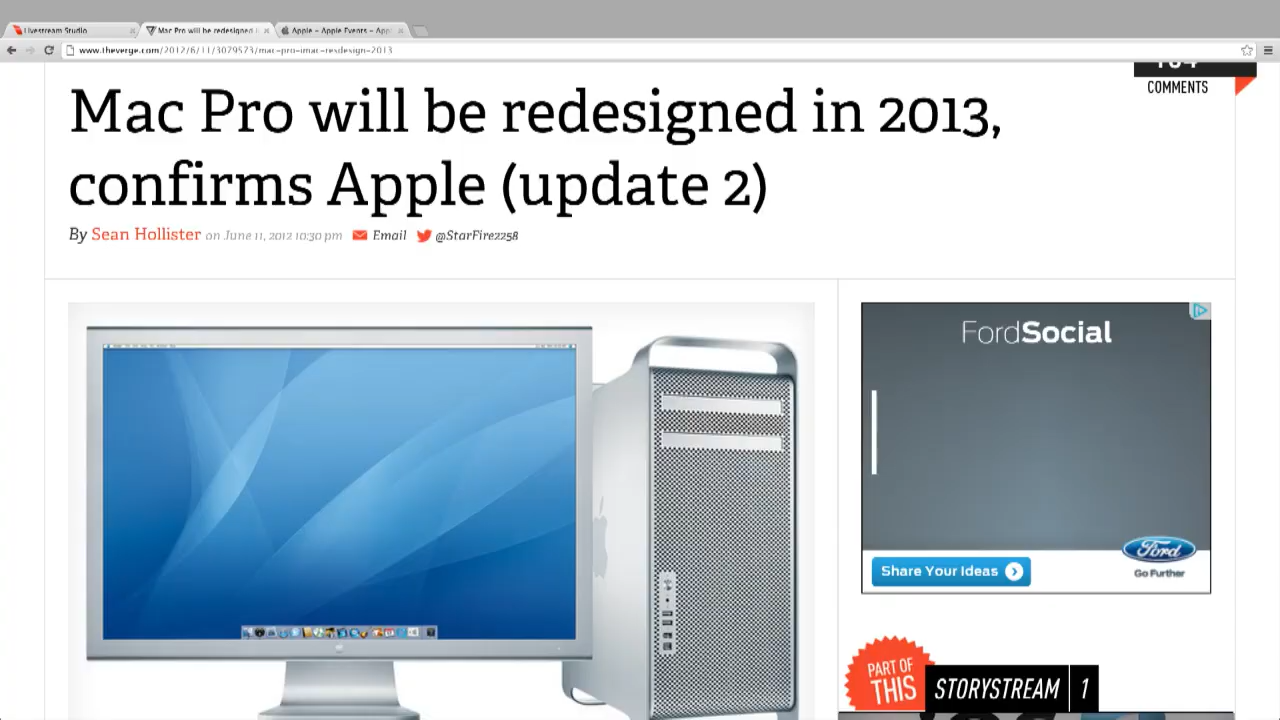 Livestream Studio
Mac Pro will be redesigned i
Apple - Apple Events - Appl
www.theverge.com/2012/6/11/3079573/mac-pro-imac-resdesign-2013
COMMENTS
Mac Pro will be redesigned in 2013,
confirms Apple (update 2)
By Sean Hollister on June 11, 2012 10:30 pm Email @StarFire2258
FordSocial
Share Your Ideas
Ford
Go Further
PART OF
THIS
STORYSTREAM 1